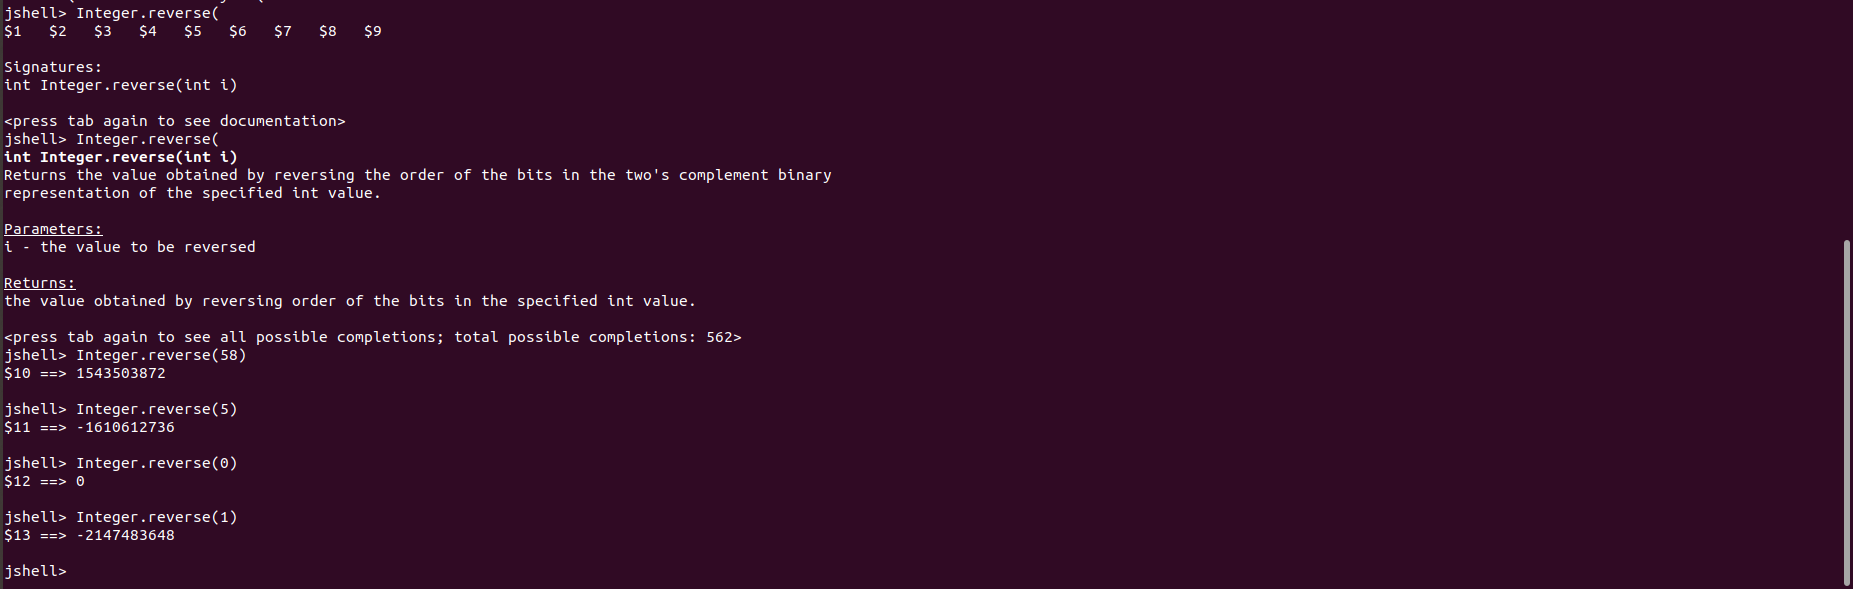 jshell> Integer.reverse(
$1   $2   $3   $4   $5   $6   $7   $8   $9
Signatures:
int Integer.reverse(int i)
<press tab again to see documentation>
jshell> Integer.reverse(
int Integer.reverse(int i)
Returns the value obtained by reversing the order of the bits in the two's complement binary
representation of the specified int value.
Parameters:
i - the value to be reversed
Returns:
the value obtained by reversing order of the bits in the specified int value.
<press tab again to see all possible completions; total possible completions: 562>
jshell> Integer.reverse(58)
$10 ==> 1543503872
jshell> Integer.reverse(5)
$11 ==> -1610612736
jshell> Integer.reverse(0)
$12 ==> 0
jshell> Integer.reverse(1)
$13 ==> -2147483648
jshell>